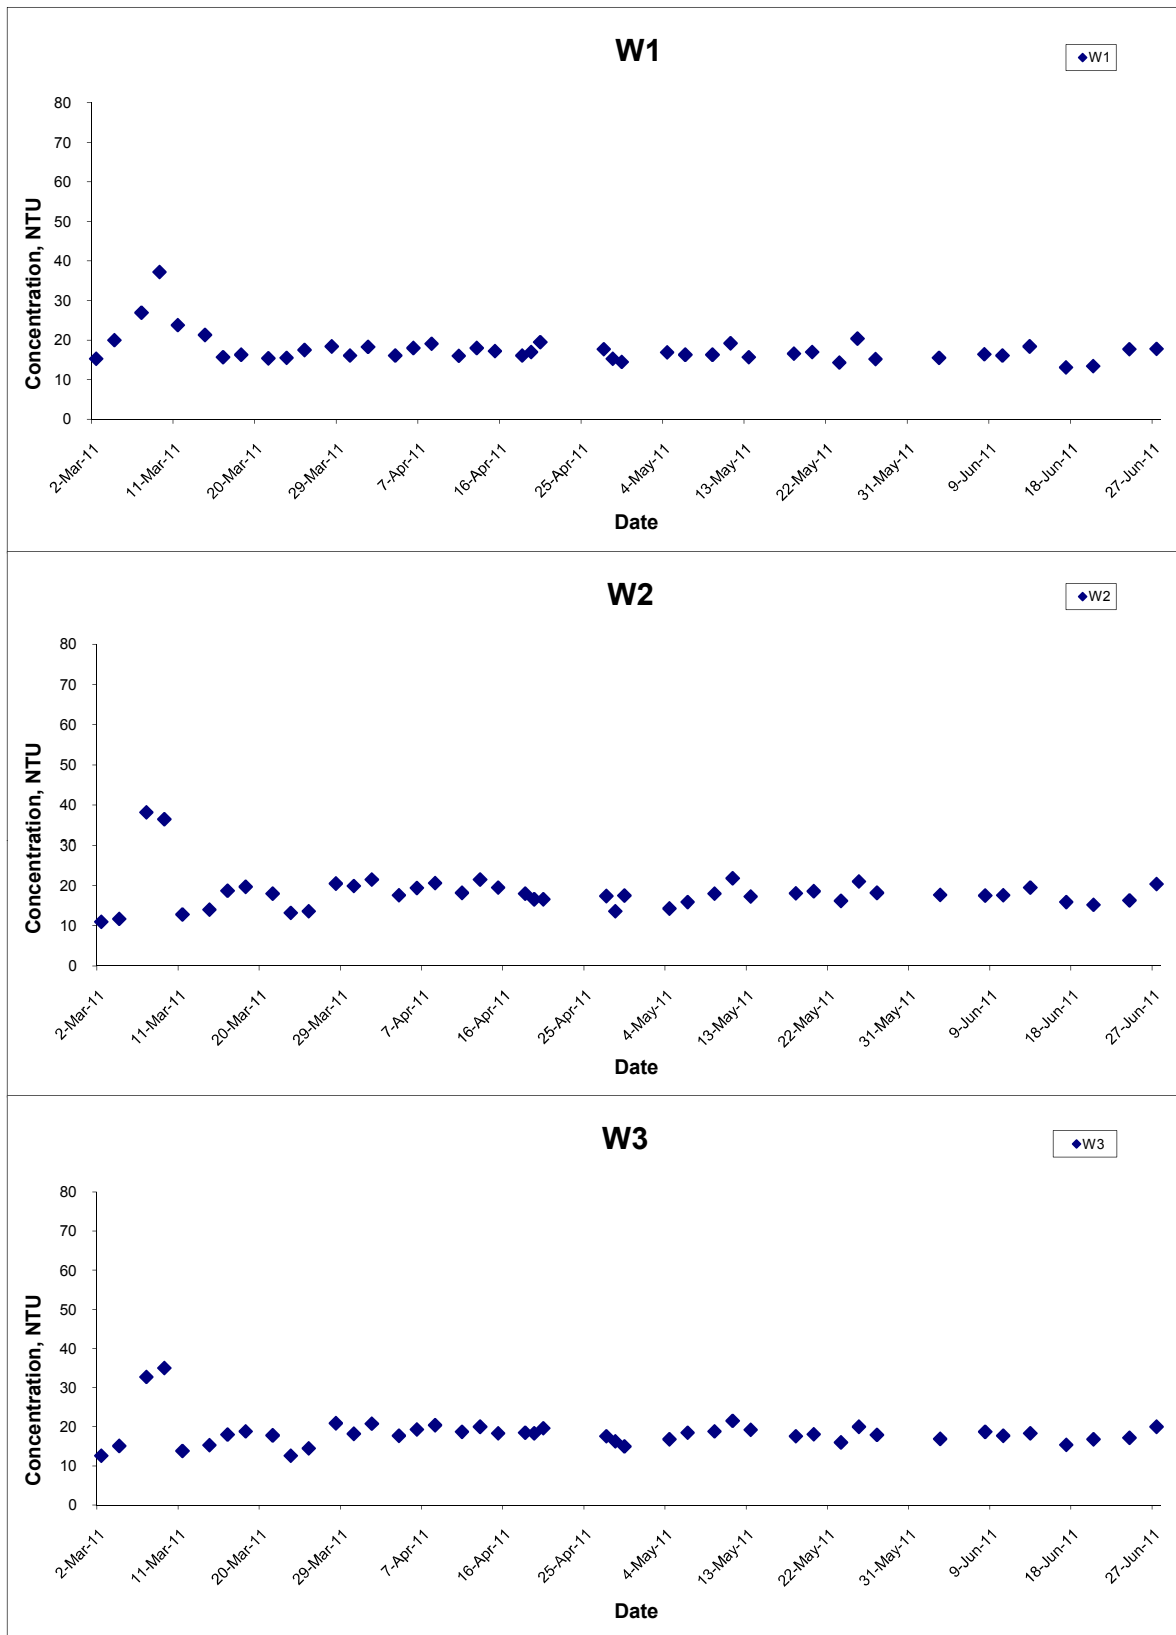 W1
W1
80
70
60
50
40
30
20
10
0
Concentration, NTU
2-Mar-11
11-Mar-11
20-Mar-11
29-Mar-11
7-Apr-11
16-Apr-11
25-Apr-11
4-May-11
13-May-11
22-May-11
31-May-11
9-Jun-11
18-Jun-11
27-Jun-11
Date
W2
W2
80
70
60
50
40
30
20
10
0
Concentration, NTU
2-Mar-11
11-Mar-11
20-Mar-11
29-Mar-11
7-Apr-11
16-Apr-11
25-Apr-11
4-May-11
13-May-11
22-May-11
31-May-11
9-Jun-11
18-Jun-11
27-Jun-11
Date
W3
W3
80
70
60
50
40
30
20
10
0
Concentration, NTU
2-Mar-11
11-Mar-11
20-Mar-11
29-Mar-11
7-Apr-11
16-Apr-11
25-Apr-11
4-May-11
13-May-11
22-May-11
31-May-11
9-Jun-11
18-Jun-11
27-Jun-11
Date